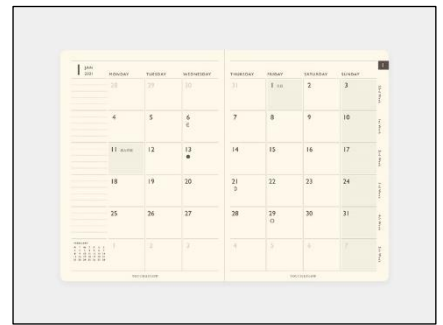 1 JAN
2021 MONDAY TUESDAY WEDNESDAY THURSDAY FRIDAY SATURDAY SUNDAY 1
28 29 30 31 1 2 3
4 5 6 7 8 9 10
11 12 13 14 15 16 17
18 19 20 21 22 23 24
25 26 27 28 29 30 31
1 2 3 4 5 6 7